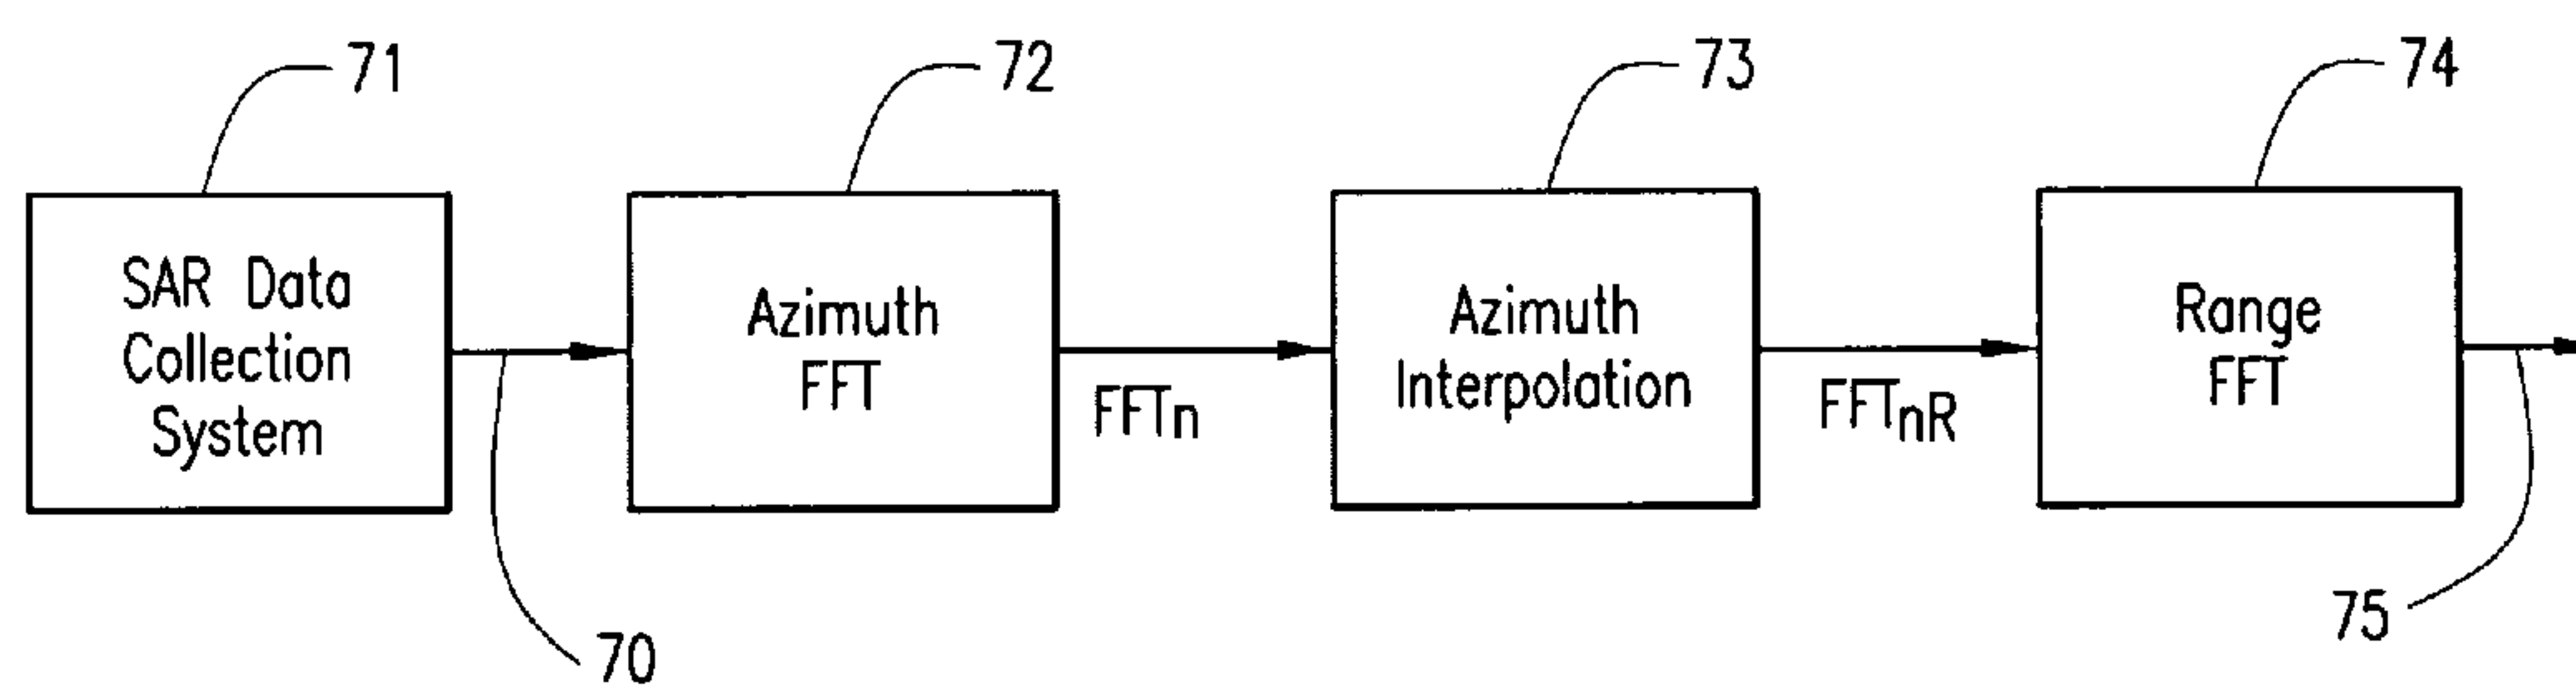 71
72
73
74
SAR Data
Collection
System
Azimuth
FFT
FFTn
Azimuth
Interpolation
FFTnR
Range
FFT
70
75